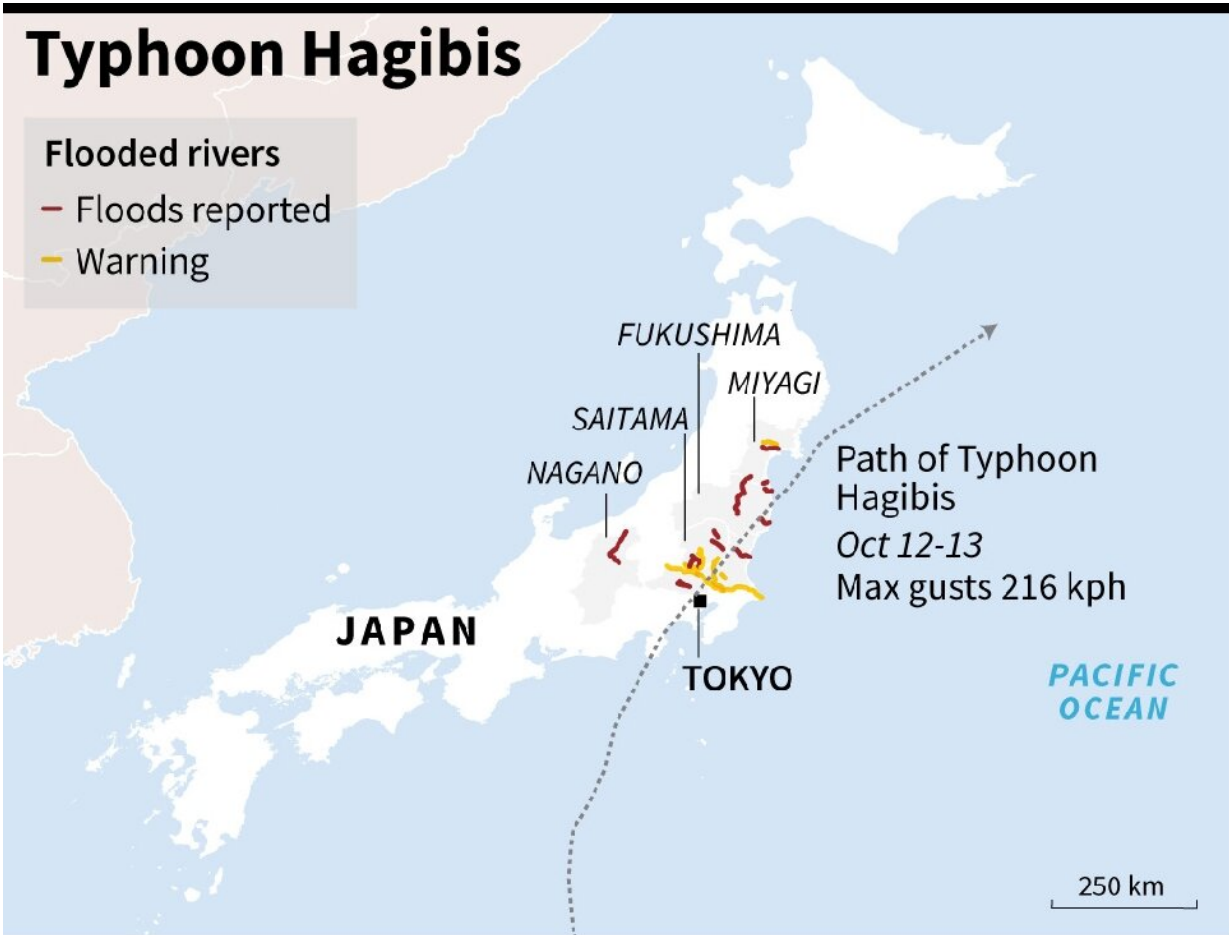 Typhoon Hagibis
Flooded rivers
Floods reported
Warning
FUKUSHIMA
MIYAGI
SAITAMA
NAGANO
Path of Typhoon
Hagibis
Oct 12-13
Max gusts 216 kph
JAPAN
TOKYO
PACIFIC
OCEAN
250 km